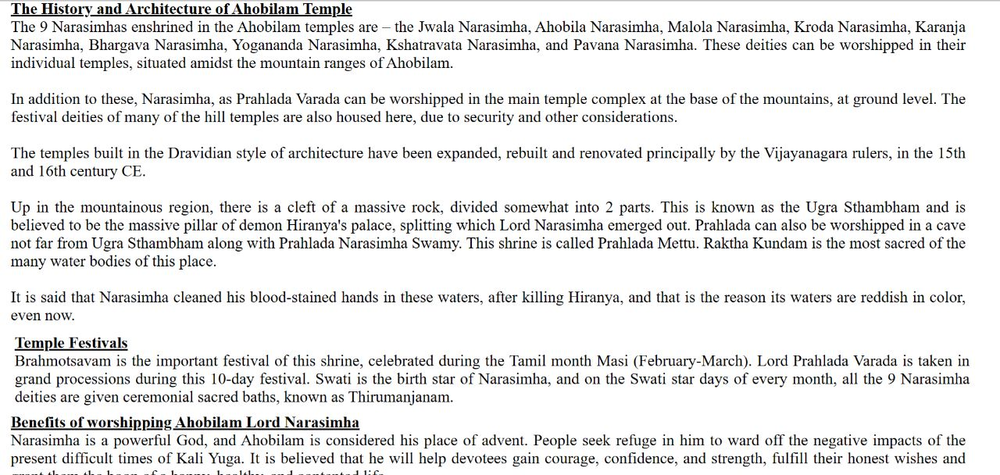 The History and Architecture of Ahobilam Temple
The 9 Narasimhas enshrined in the Ahobilam temples are – the Jwala Narasimha, Ahobila Narasimha, Malola Narasimha, Kroda Narasimha, Karanja
Narasimha, Bhargava Narasimha, Yogananda Narasimha, Kshatravata Narasimha, and Pavana Narasimha. These deities can be worshipped in their
individual temples, situated amidst the mountain ranges of Ahobilam.
In addition to these, Narasimha, as Prahlada Varada can be worshipped in the main temple complex at the base of the mountains, at ground level. The
festival deities of many of the hill temples are also housed here, due to security and other considerations.
The temples built in the Dravidian style of architecture have been expanded, rebuilt and renovated principally by the Vijayanagara rulers, in the 15th
and 16th century CE.
Up in the mountainous region, there is a cleft of a massive rock, divided somewhat into 2 parts. This is known as the Ugra Sthambham and is
believed to be the massive pillar of demon Hiranya's palace, splitting which Lord Narasimha emerged out. Prahlada can also be worshipped in a cave
not far from Ugra Sthambham along with Prahlada Narasimha Swamy. This shrine is called Prahlada Mettu. Raktha Kundam is the most sacred of the
many water bodies of this place.
It is said that Narasimha cleaned his blood-stained hands in these waters, after killing Hiranya, and that is the reason its waters are reddish in color,
even now.
Temple Festivals
Brahmotsavam is the important festival of this shrine, celebrated during the Tamil month Masi (February-March). Lord Prahlada Varada is taken in
grand processions during this 10-day festival. Swati is the birth star of Narasimha, and on the Swati star days of every month, all the 9 Narasimha
deities are given ceremonial sacred baths, known as Thirumanjanam.
Benefits of worshipping Ahobilam Lord Narasimha
Narasimha is a powerful God, and Ahobilam is considered his place of advent. People seek refuge in him to ward off the negative impacts of the
present difficult times of Kali Yuga. It is believed that he will help devotees gain courage, confidence, and strength, fulfill their honest wishes and